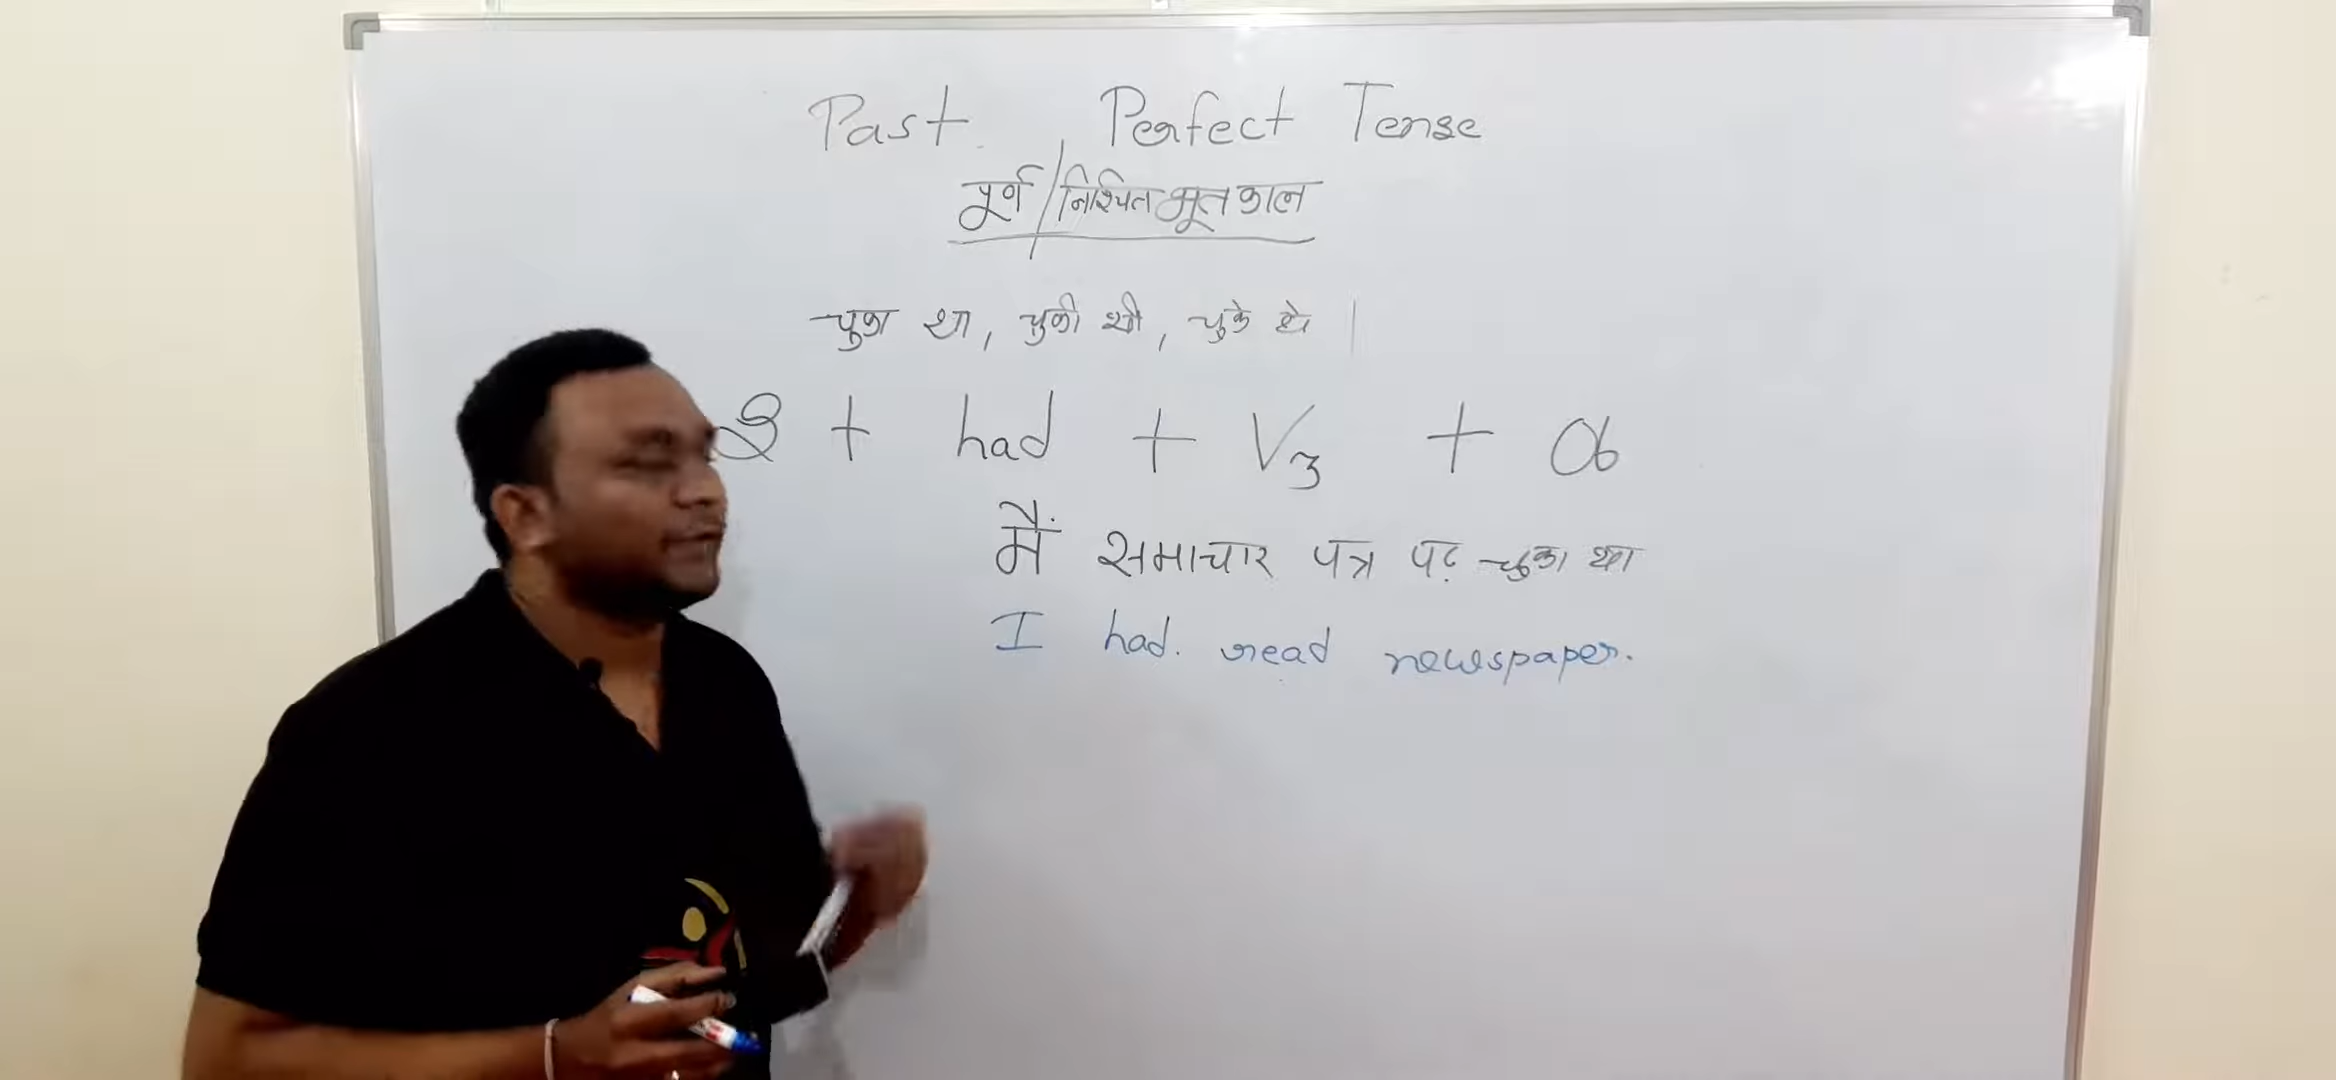 Past Perfect Tense
पूर्ण/निश्चित भूतकाल
चुका था, चुकी थी, चुके थे |
S + had + V3 + Ob
मैं समाचार पत्र पढ़ चुका था
I had. read newspaper.